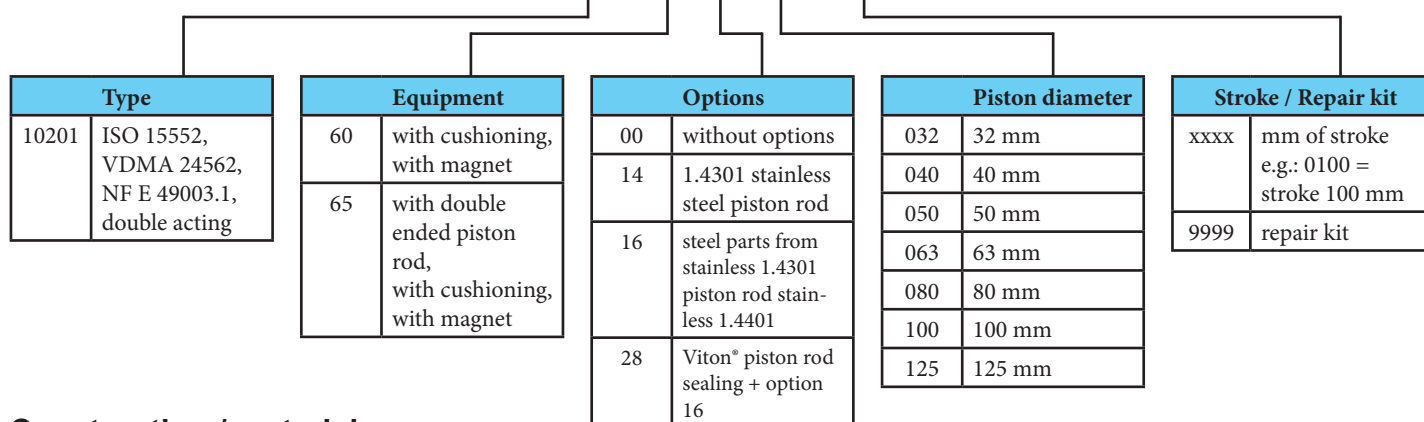 Type
10201
ISO 15552,
VDMA 24562,
NF E 49003.1,
double acting
Equipment
60
with cushioning,
with magnet
65
with double
ended piston
rod,
with cushioning,
with magnet
Options
00
without options
14
1.4301 stainless
steel piston rod
16
steel parts from
stainless 1.4301
piston rod stain-
less 1.4401
28
Viton® piston rod
sealing + option
16
Piston diameter
032
32 mm
040
40 mm
050
50 mm
063
63 mm
080
80 mm
100
100 mm
125
125 mm
Stroke / Repair kit
xxxx
mm of stroke
e.g.: 0100 =
stroke 100 mm
9999
repair kit